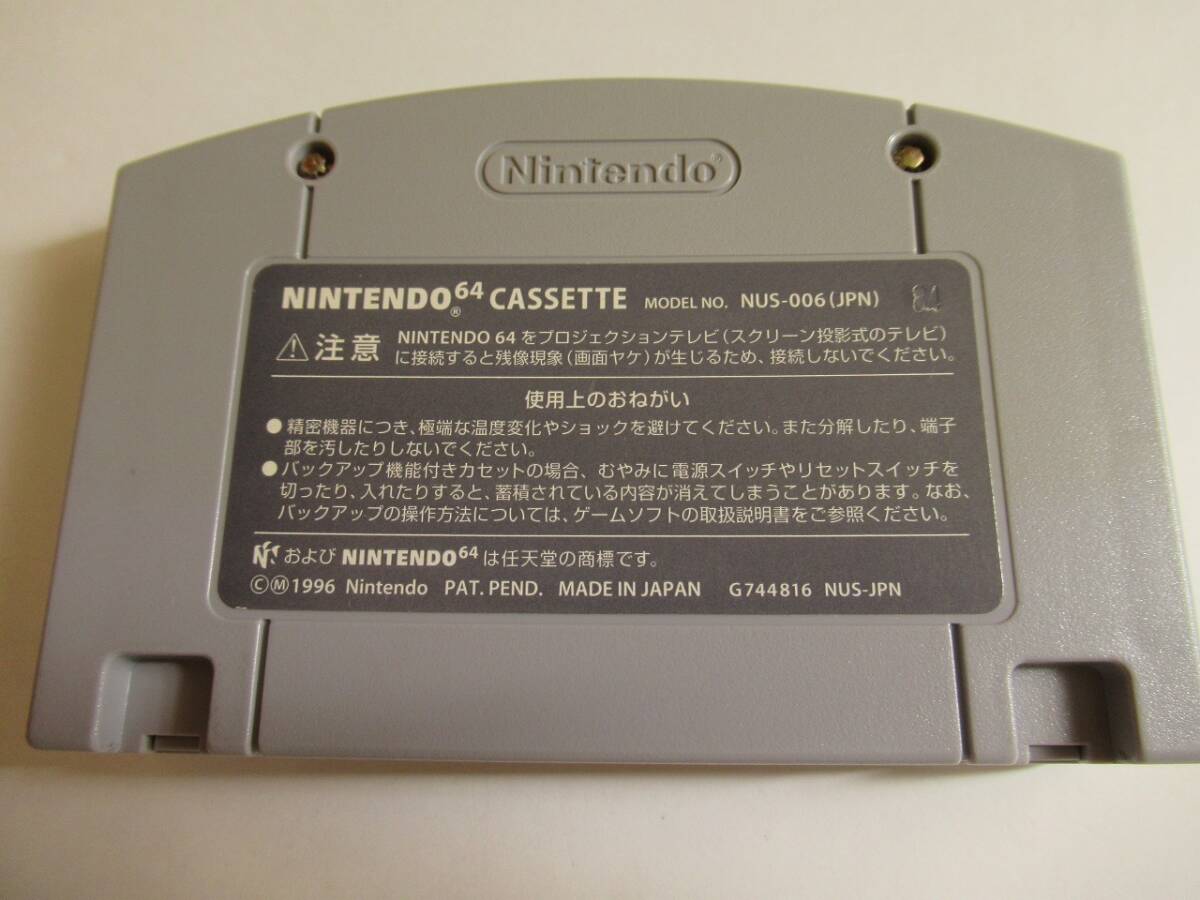 Nintendo®
NINTENDO64® CASSETTE MODEL NO. NUS-006(JPN) 84
⚠注意 NINTENDO 64をプロジェクションテレビ(スクリーン投影式のテレビ)
に接続すると残像現象(画面ヤケ)が生じるため、接続しないでください。
使用上のおねがい
●精密機器につき、極端な温度変化やショックを避けてください。また分解したり、端子
部を汚したりしないでください。
●バックアップ機能付きカセットの場合、むやみに電源スイッチやリセットスイッチを
切ったり、入れたりすると、蓄積されている内容が消えてしまうことがあります。なお、
バックアップの操作方法については、ゲームソフトの取扱説明書をご参照ください。
および NINTENDO64 は任天堂の商標です。
©Ⓜ1996 Nintendo PAT. PEND. MADE IN JAPAN G744816 NUS-JPN